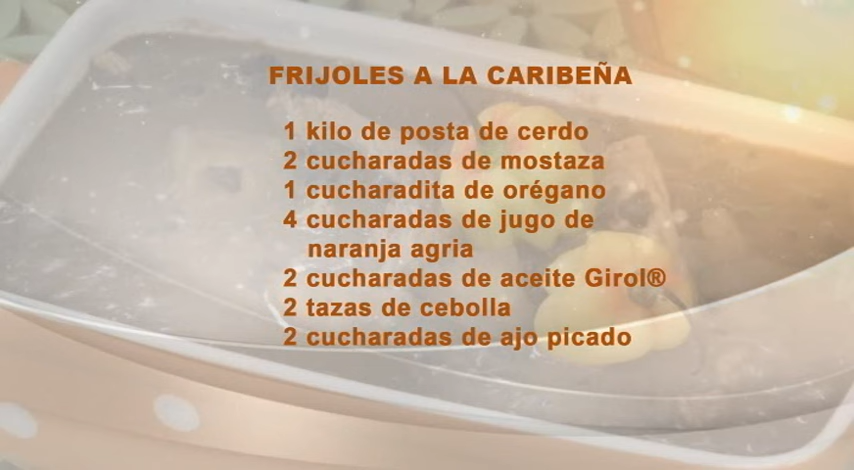 FRIJOLES A LA CARIBEÑA
1 kilo de posta de cerdo
2 cucharadas de mostaza
1 cucharadita de orégano
4 cucharadas de jugo de
naranja agria
2 cucharadas de aceite Girol®
2 tazas de cebolla
2 cucharadas de ajo picado